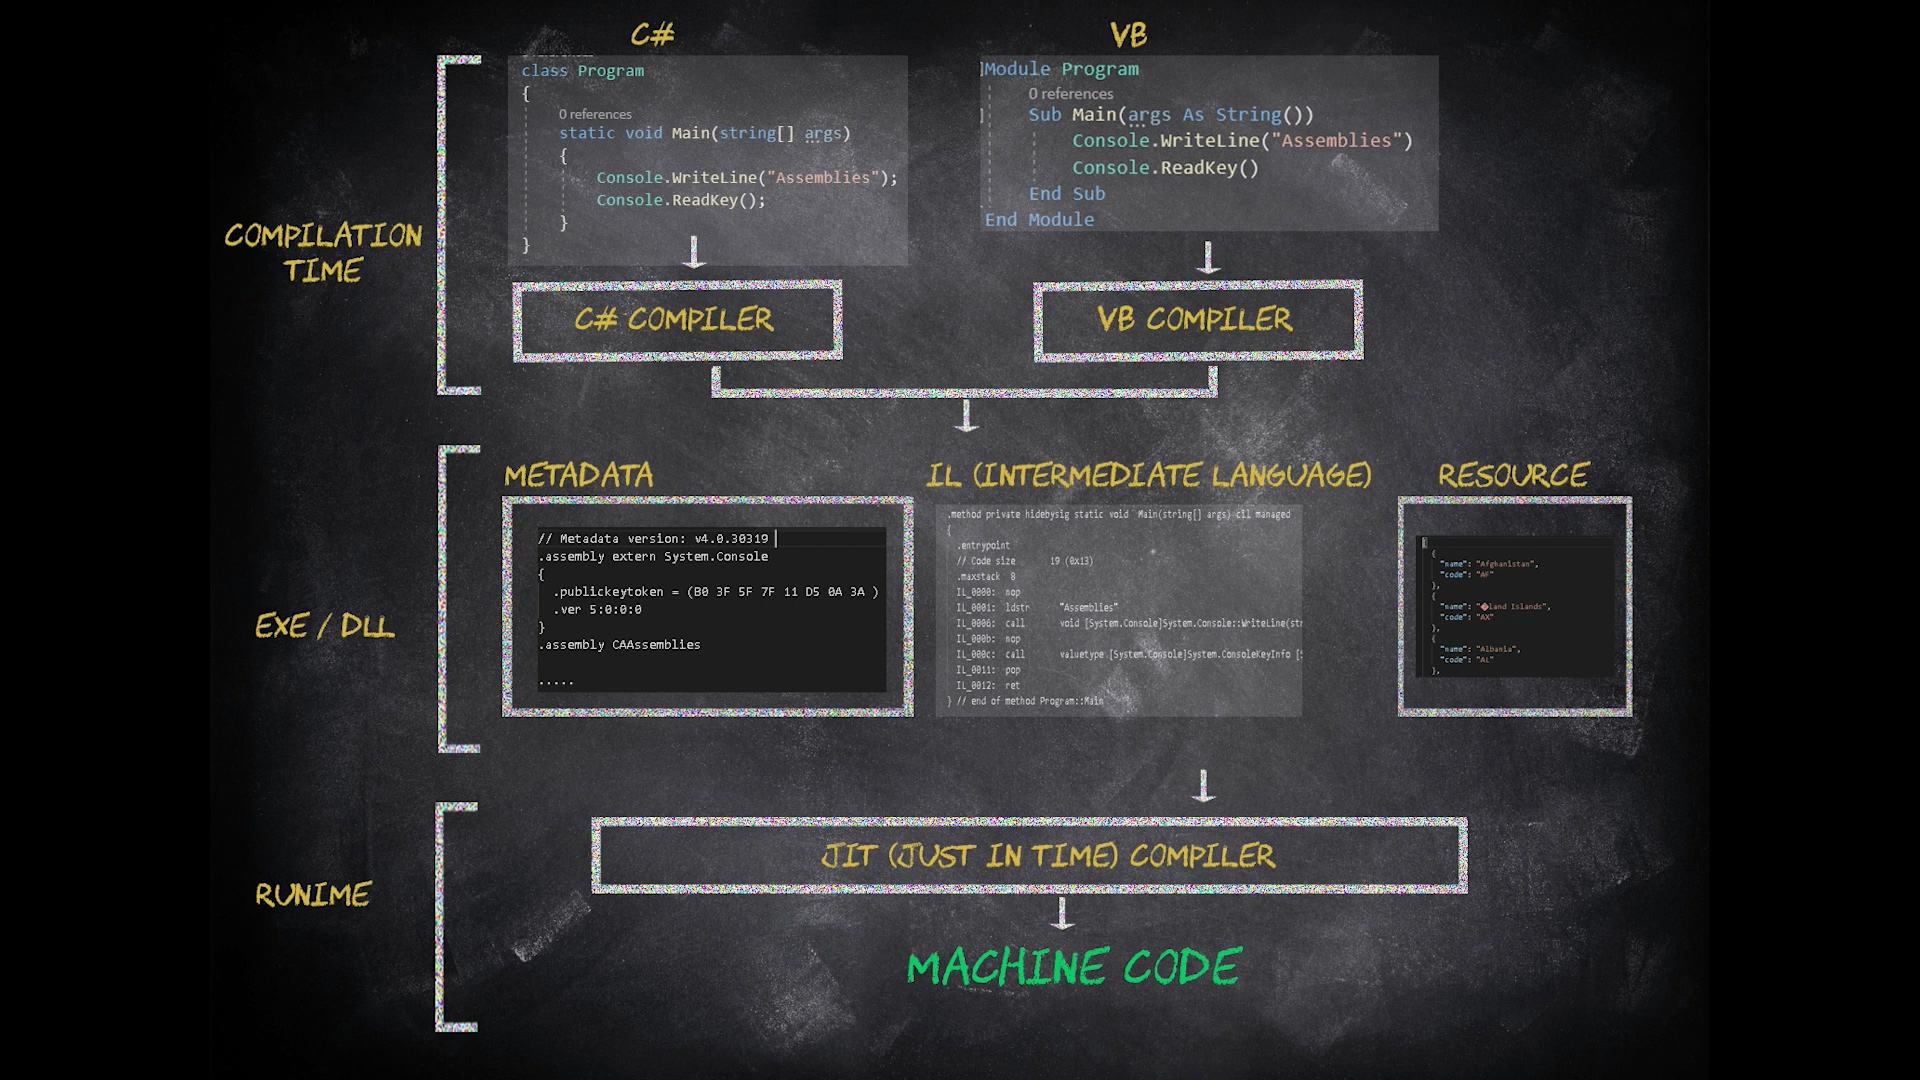 C#
class Program
{
0 references
static void Main(string[] args)
{
Console.WriteLine("Assemblies");
Console.ReadKey();
}
}
VB
Module Program
0 references
Sub Main(args As String())
Console.WriteLine("Assemblies")
Console.ReadKey()
End Sub
End Module
COMPILATION
TIME
C# COMPILER
VB COMPILER
METADATA
// Metadata version: v4.0.30319
.assembly extern System.Console
{
.publickeytoken = (B0 3F 5F 7F 11 D5 0A 3A )
.ver 5:0:0:0
}
.assembly CAAssemblies
.....
IL (INTERMEDIATE LANGUAGE)
.method private hidebysig static void Main(string[] args) cil managed
{
.entrypoint
// Code size 19 (0x13)
.maxstack 8
IL_0000: nop
IL_0001: ldstr "Assemblies"
IL_0006: call void [System.Console]System.Console::WriteLine(str
IL_000b: nop
IL_000c: call valuetype [System.Console]System.ConsoleKeyInfo [S
IL_0011: pop
IL_0012: ret
} // end of method Program::Main
RESOURCE
[
{
"name": "Afghanistan",
"code": "AF"
},
{
"name": "�land Islands",
"code": "AX"
},
{
"name": "Albania",
"code": "AL"
},
EXE / DLL
RUNIME
JIT (JUST IN TIME) COMPILER
MACHINE CODE